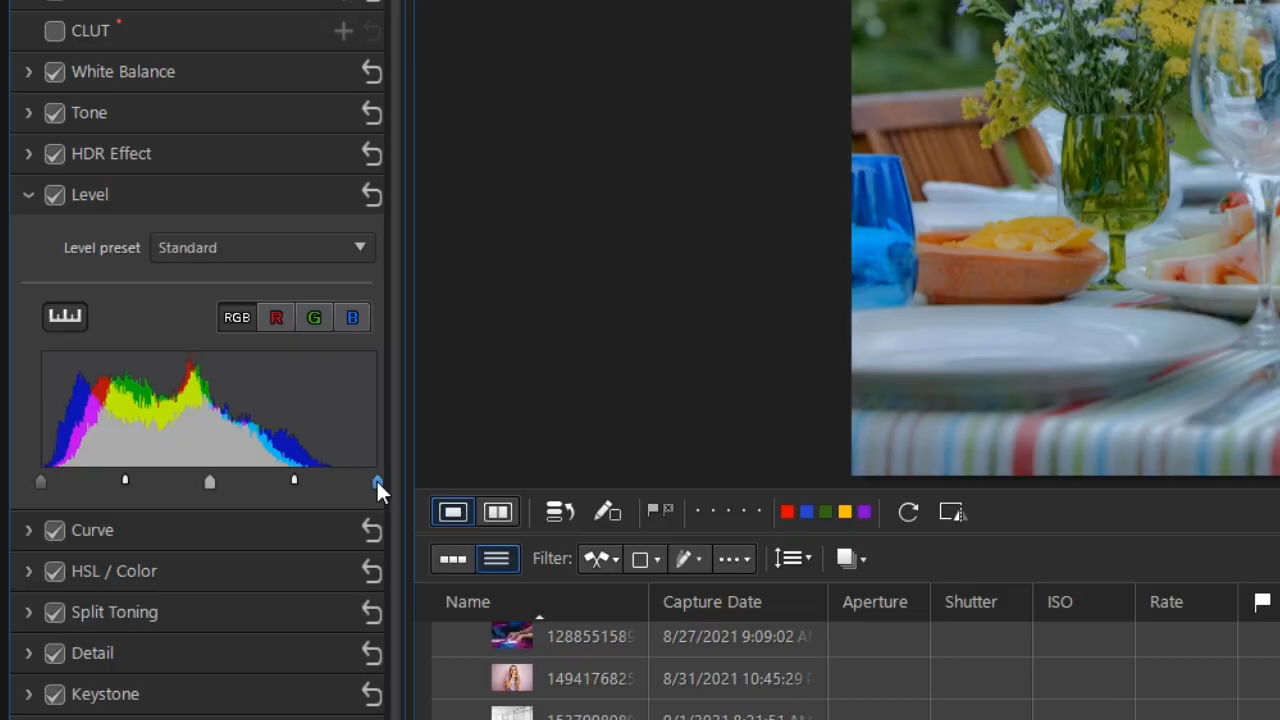 CLUT *
White Balance
Tone
HDR Effect
Level
Level preset Standard
RGB R G B
Curve
HSL / Color
Split Toning
Detail
Keystone
Filter:
Name Capture Date Aperture Shutter ISO Rate
8/27/2021 9:09:02
1494176825 8/31/2021 10:45:29